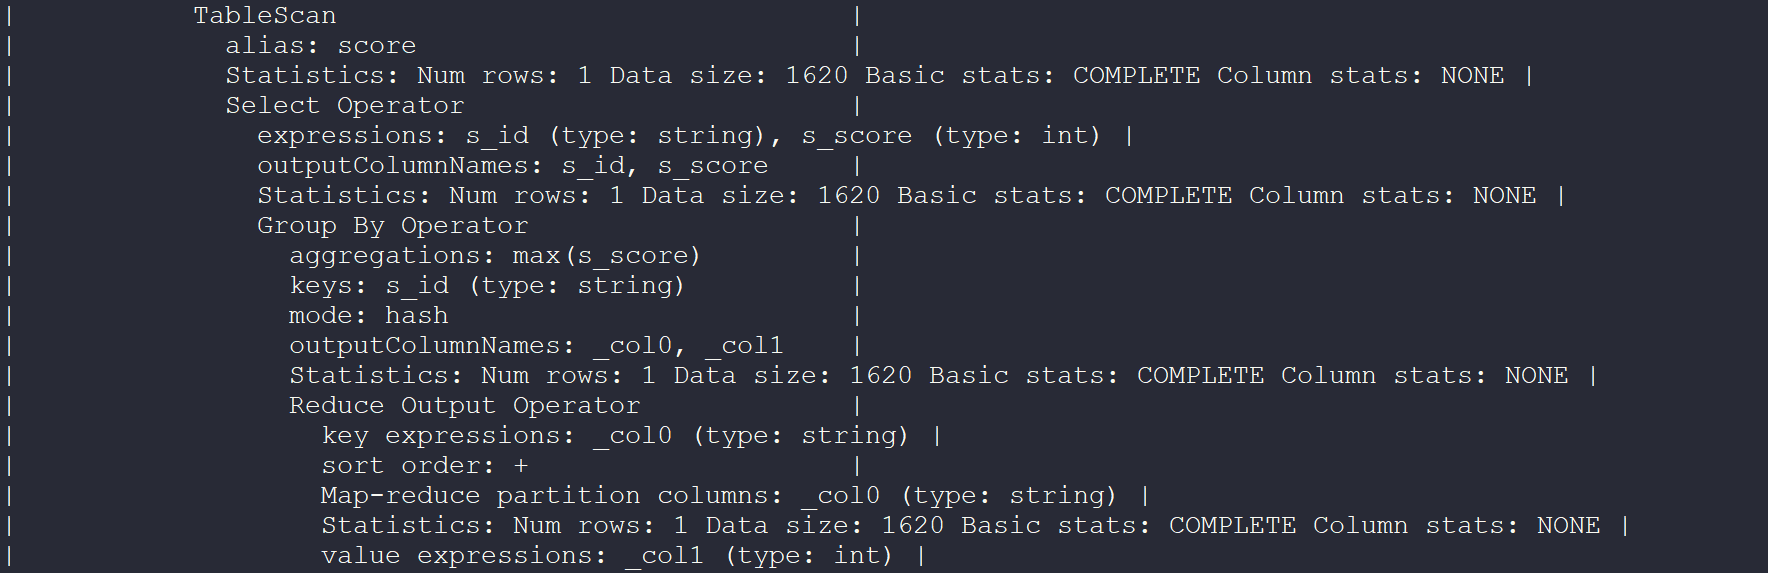 |           TableScan                                |
|             alias: score                           |
|             Statistics: Num rows: 1 Data size: 1620 Basic stats: COMPLETE Column stats: NONE |
|             Select Operator                        |
|               expressions: s_id (type: string), s_score (type: int) |
|               outputColumnNames: s_id, s_score     |
|               Statistics: Num rows: 1 Data size: 1620 Basic stats: COMPLETE Column stats: NONE |
|               Group By Operator                    |
|                 aggregations: max(s_score)         |
|                 keys: s_id (type: string)          |
|                 mode: hash                         |
|                 outputColumnNames: _col0, _col1    |
|                 Statistics: Num rows: 1 Data size: 1620 Basic stats: COMPLETE Column stats: NONE |
|                 Reduce Output Operator             |
|                   key expressions: _col0 (type: string) |
|                   sort order: +                    |
|                   Map-reduce partition columns: _col0 (type: string) |
|                   Statistics: Num rows: 1 Data size: 1620 Basic stats: COMPLETE Column stats: NONE |
|                   value expressions: _col1 (type: int) |